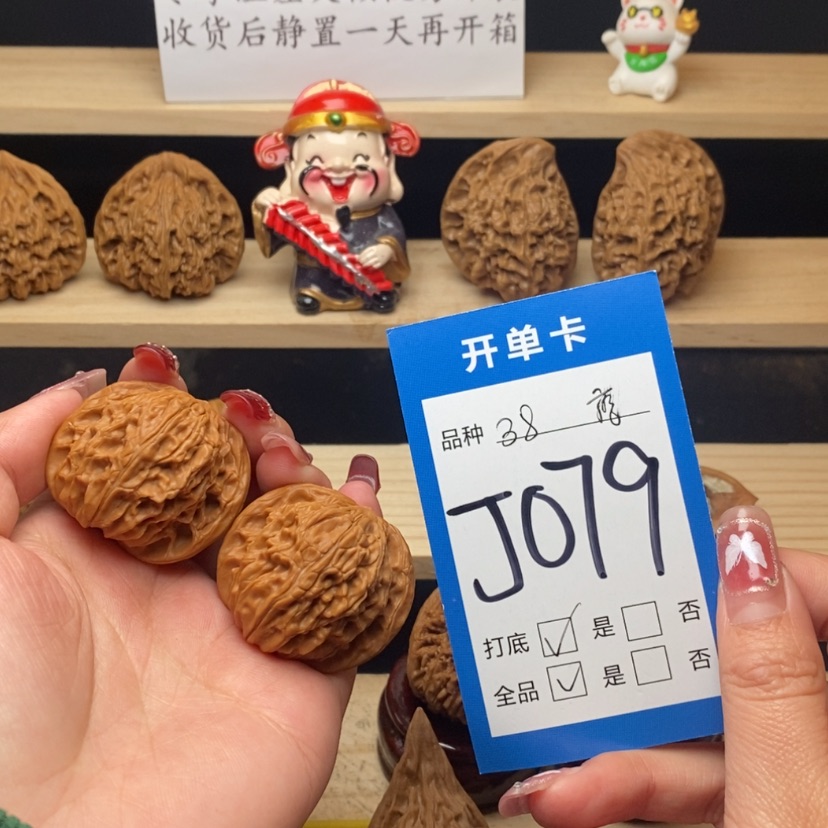 收货后静置一天再开箱
开单卡
品种 38
J079
打底 是 否
全品 是 否